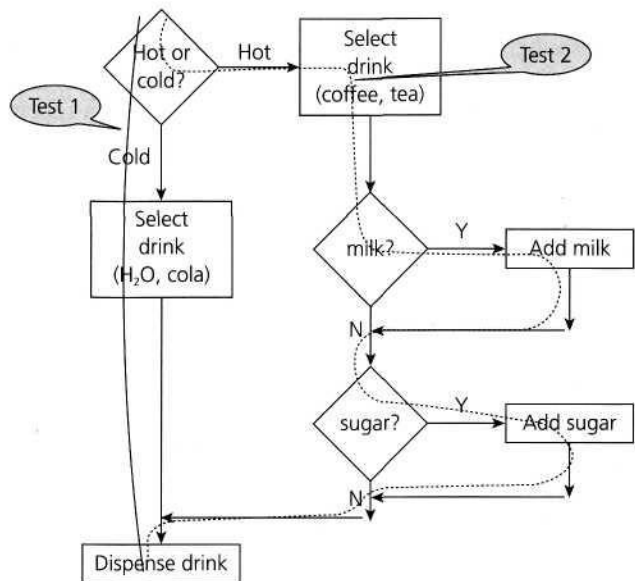 Hot or
cold?
Hot
Select
drink
(coffee, tea)
Test 2
Test 1
Cold
Select
drink
(H₂O, cola)
milk?
Y
Add milk
N
sugar?
Y
Add sugar
N
Dispense drink